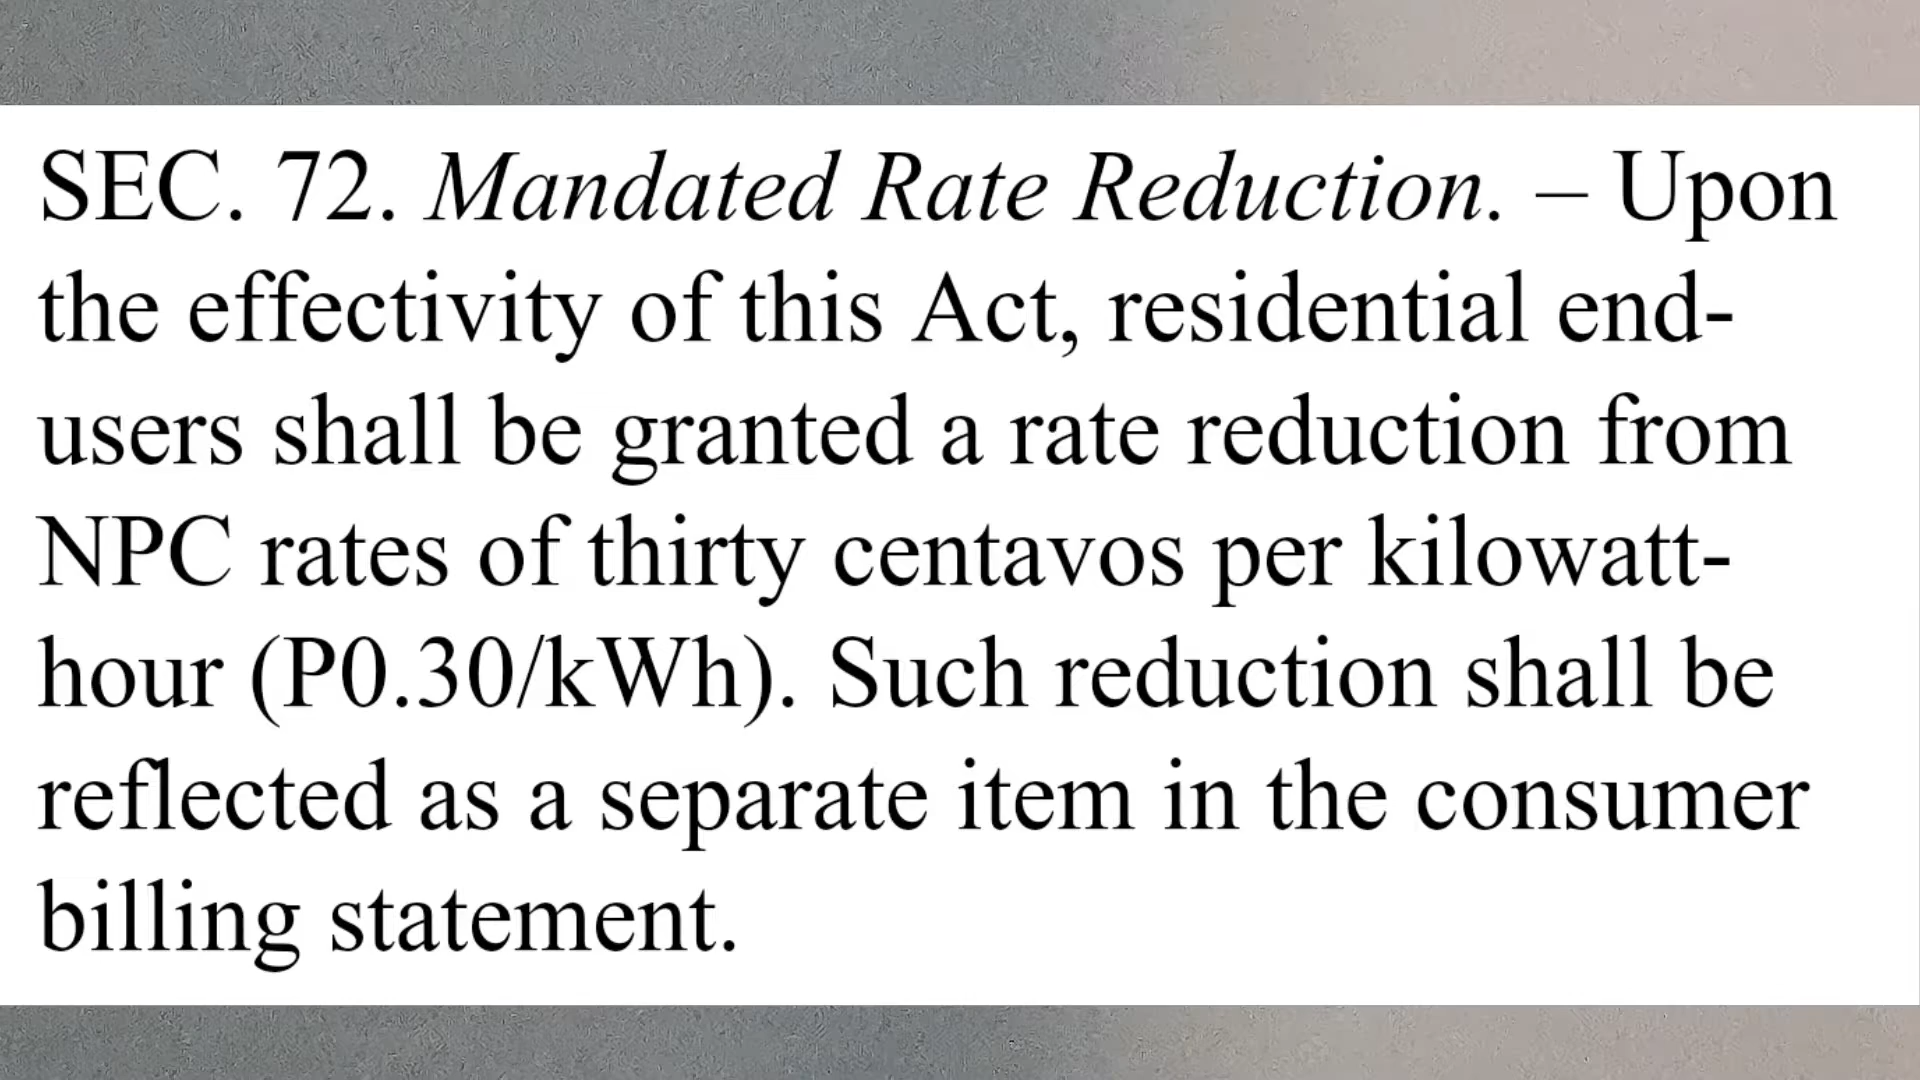 SEC. 72. Mandated Rate Reduction. – Upon
the effectivity of this Act, residential end-
users shall be granted a rate reduction from
NPC rates of thirty centavos per kilowatt-
hour (P0.30/kWh). Such reduction shall be
reflected as a separate item in the consumer
billing statement.